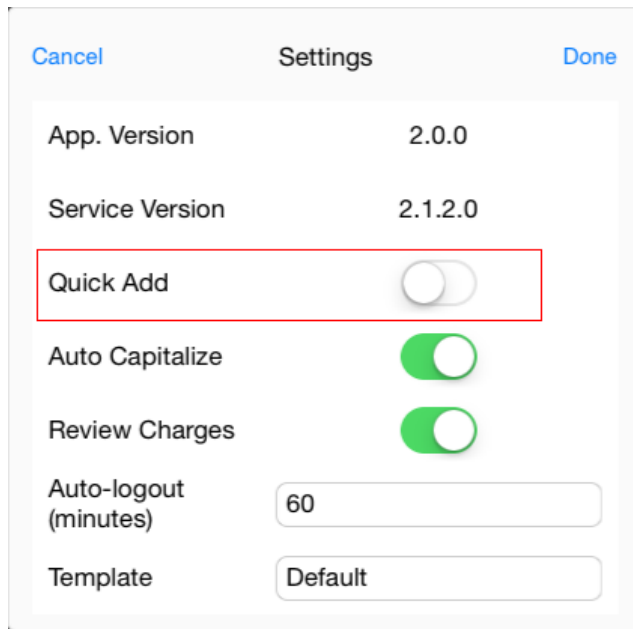 Cancel Settings Done
App. Version 2.0.0
Service Version 2.1.2.0
Quick Add
Auto Capitalize
Review Charges
Auto-logout
(minutes) 60
Template Default